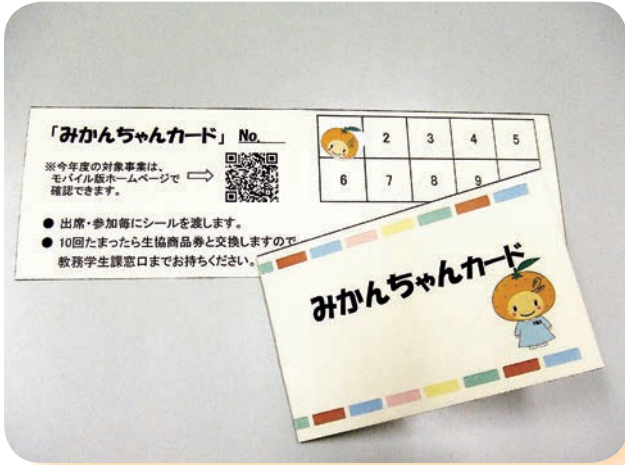 「みかんちゃんカード」 No.
※今年度の対象事業は、
モバイル版ホームページで
確認できます。
⇨
2 3 4 5
6 7 8 9
● 出席・参加毎にシールを渡します。
● 10回たまったら生協商品券と交換しますので
教務学生課窓口までお持ちください。
みかんちゃんカード